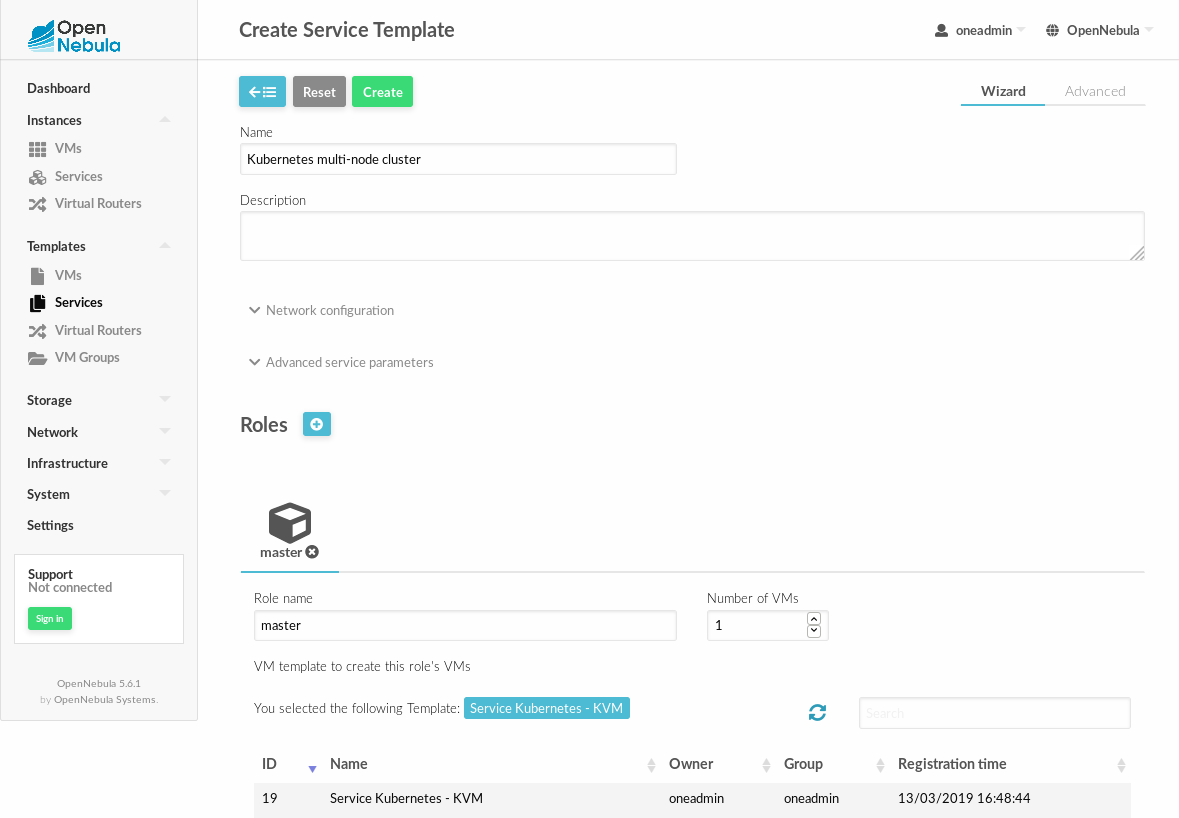 Open
Nebula
Create Service Template
oneadmin
OpenNebula
Dashboard
Instances
VMs
Services
Virtual Routers
Templates
VMs
Services
Virtual Routers
VM Groups
Storage
Network
Infrastructure
System
Settings
Support
Not connected
Sign in
OpenNebula 5.6.1
by OpenNebula Systems.
Reset
Create
Wizard
Advanced
Name
Kubernetes multi-node cluster
Description
Network configuration
Advanced service parameters
Roles
master
Role name
Number of VMs
master
1
VM template to create this role's VMs
You selected the following Template: Service Kubernetes - KVM
Search
ID Name Owner Group Registration time
19 Service Kubernetes - KVM oneadmin oneadmin 13/03/2019 16:48:44